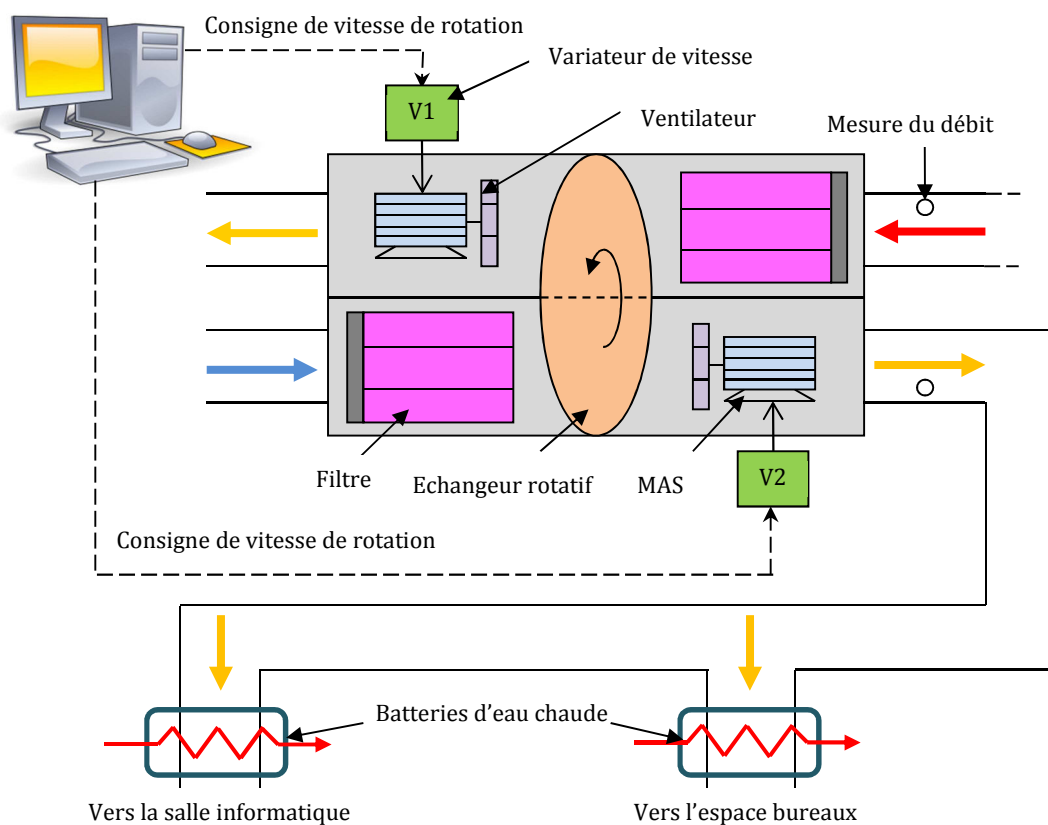 Consigne de vitesse de rotation
Variateur de vitesse
V1
Ventilateur
Mesure du débit
Filtre
Echangeur rotatif
MAS
V2
Consigne de vitesse de rotation
Batteries d’eau chaude
Vers la salle informatique
Vers l’espace bureaux